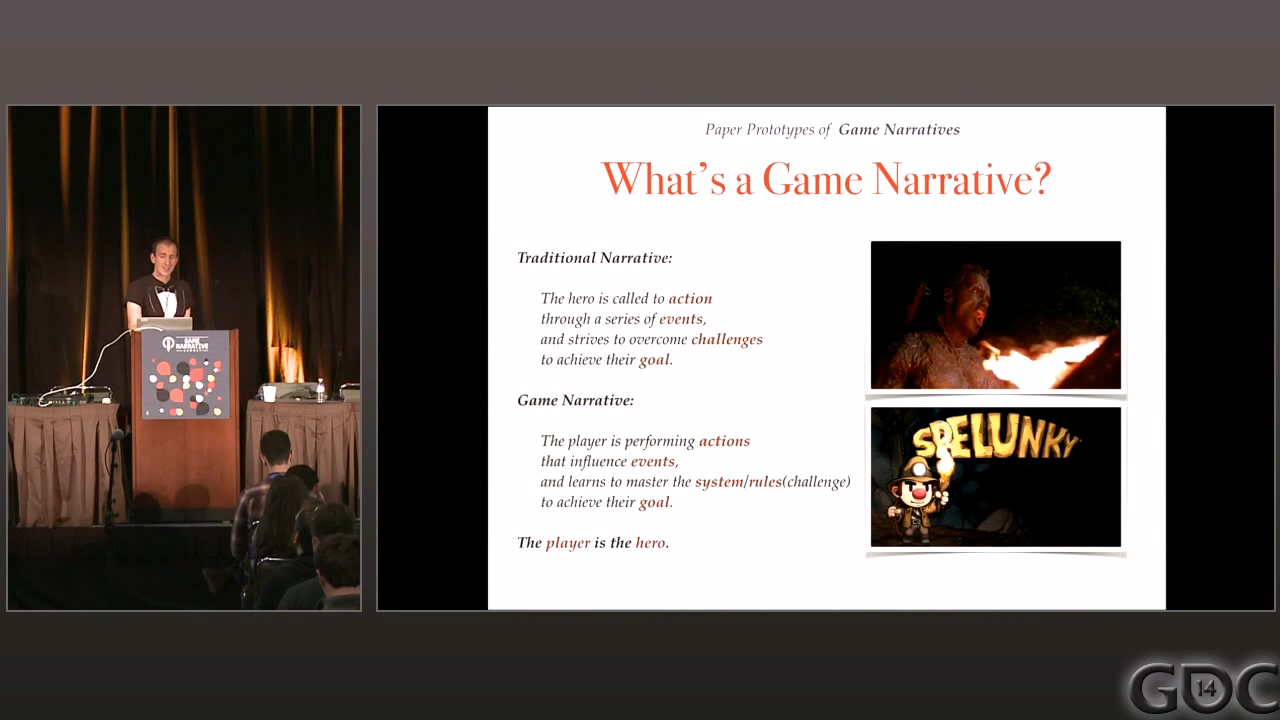 Paper Prototypes of Game Narratives
What's a Game Narrative?
Traditional Narrative:
The hero is called to action
through a series of events,
and strives to overcome challenges
to achieve their goal.
Game Narrative:
The player is performing actions
that influence events,
and learns to master the system/rules(challenge)
to achieve their goal.
The player is the hero.
SPELUNKY
GAME
NARRATIVE
SUMMIT
GDC
14